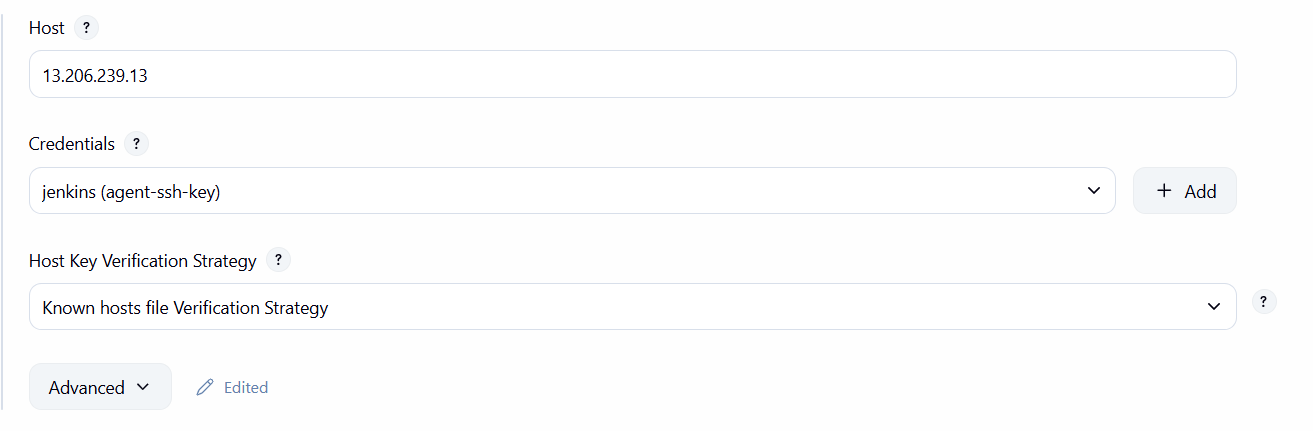 Host ?
13.206.239.13
Credentials ?
jenkins (agent-ssh-key)
+ Add
Host Key Verification Strategy ?
Known hosts file Verification Strategy
?
Advanced
Edited